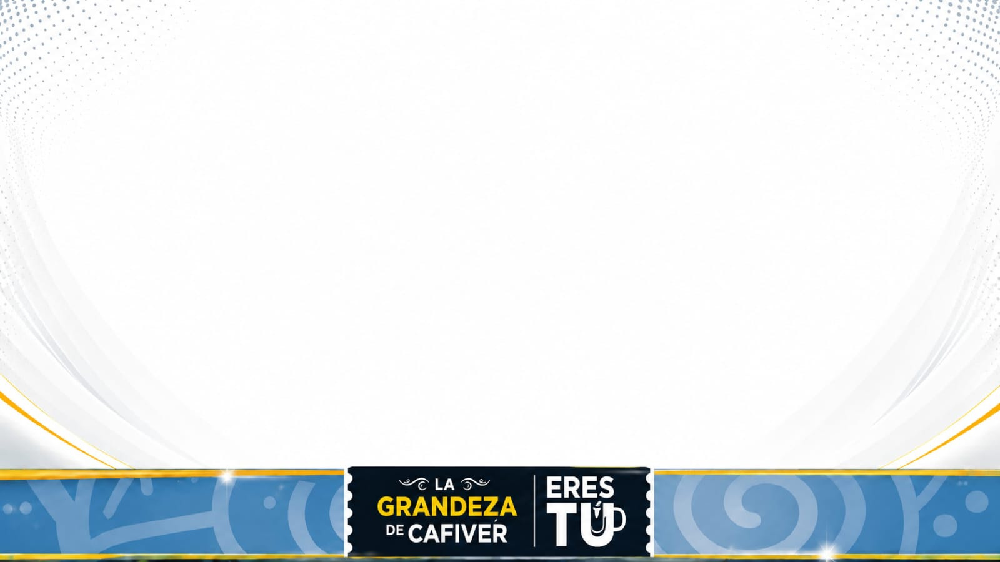 LA
GRANDEZA
DE CAFIVER
ERES
TÚ